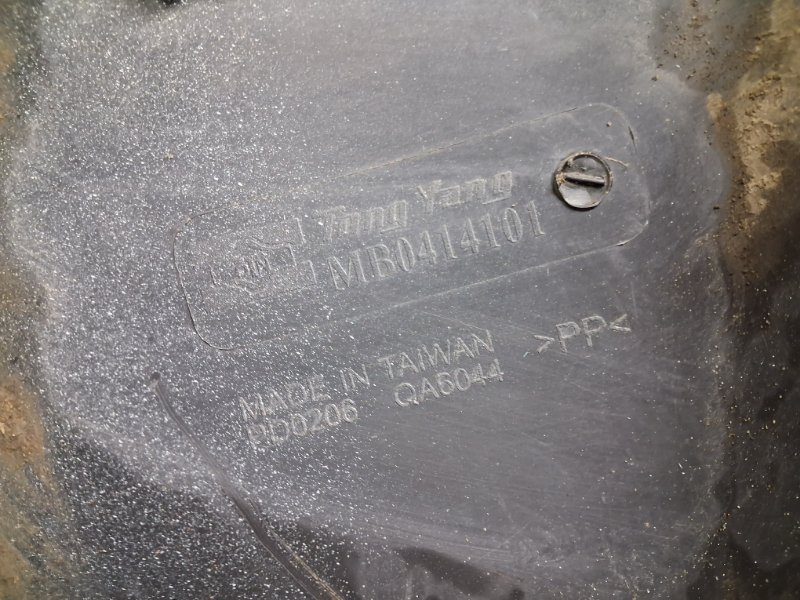 Tong Yang
MB0414101
MADE IN TAIWAN >PP<
PD0206 QA6044